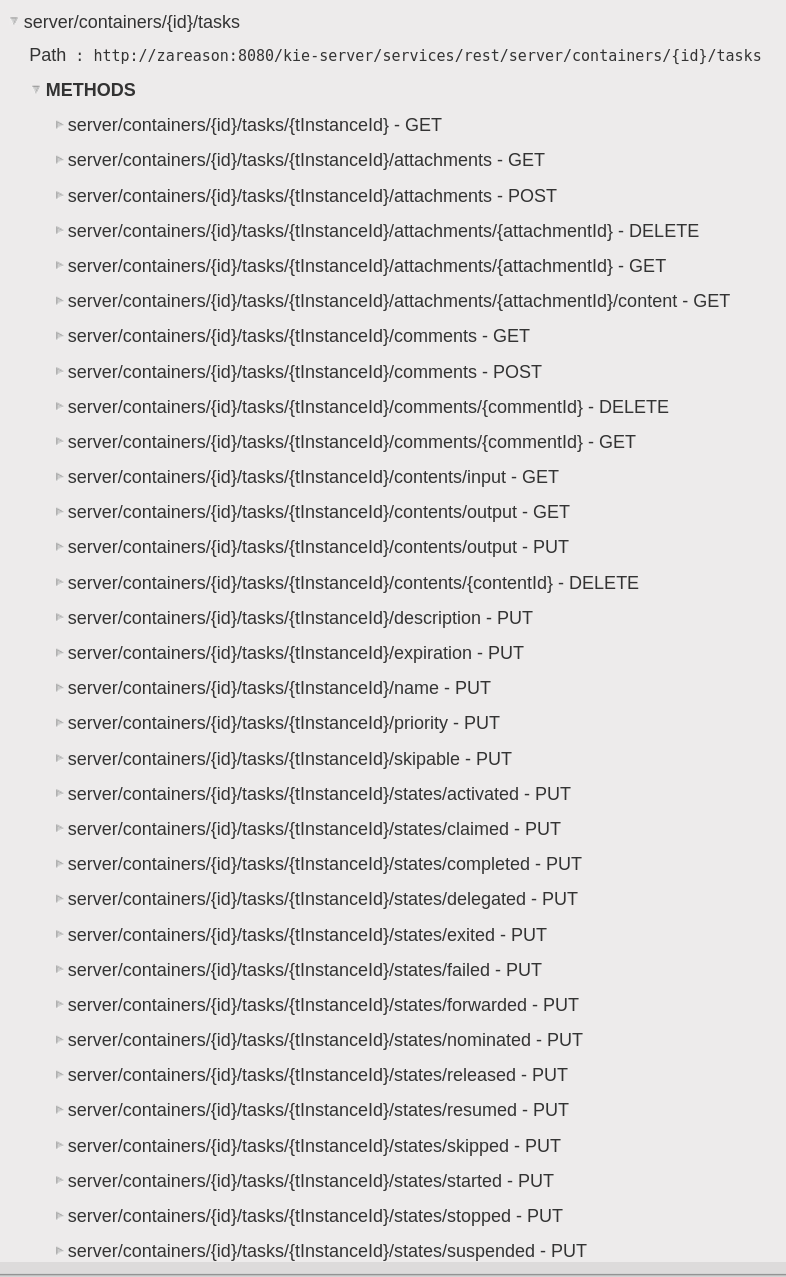 server/containers/{id}/tasks
Path : http://zareason:8080/kie-server/services/rest/server/containers/{id}/tasks
METHODS
server/containers/{id}/tasks/{tInstanceId} - GET
server/containers/{id}/tasks/{tInstanceId}/attachments - GET
server/containers/{id}/tasks/{tInstanceId}/attachments - POST
server/containers/{id}/tasks/{tInstanceId}/attachments/{attachmentId} - DELETE
server/containers/{id}/tasks/{tInstanceId}/attachments/{attachmentId} - GET
server/containers/{id}/tasks/{tInstanceId}/attachments/{attachmentId}/content - GET
server/containers/{id}/tasks/{tInstanceId}/comments - GET
server/containers/{id}/tasks/{tInstanceId}/comments - POST
server/containers/{id}/tasks/{tInstanceId}/comments/{commentId} - DELETE
server/containers/{id}/tasks/{tInstanceId}/comments/{commentId} - GET
server/containers/{id}/tasks/{tInstanceId}/contents/input - GET
server/containers/{id}/tasks/{tInstanceId}/contents/output - GET
server/containers/{id}/tasks/{tInstanceId}/contents/output - PUT
server/containers/{id}/tasks/{tInstanceId}/contents/{contentId} - DELETE
server/containers/{id}/tasks/{tInstanceId}/description - PUT
server/containers/{id}/tasks/{tInstanceId}/expiration - PUT
server/containers/{id}/tasks/{tInstanceId}/name - PUT
server/containers/{id}/tasks/{tInstanceId}/priority - PUT
server/containers/{id}/tasks/{tInstanceId}/skipable - PUT
server/containers/{id}/tasks/{tInstanceId}/states/activated - PUT
server/containers/{id}/tasks/{tInstanceId}/states/claimed - PUT
server/containers/{id}/tasks/{tInstanceId}/states/completed - PUT
server/containers/{id}/tasks/{tInstanceId}/states/delegated - PUT
server/containers/{id}/tasks/{tInstanceId}/states/exited - PUT
server/containers/{id}/tasks/{tInstanceId}/states/failed - PUT
server/containers/{id}/tasks/{tInstanceId}/states/forwarded - PUT
server/containers/{id}/tasks/{tInstanceId}/states/nominated - PUT
server/containers/{id}/tasks/{tInstanceId}/states/released - PUT
server/containers/{id}/tasks/{tInstanceId}/states/resumed - PUT
server/containers/{id}/tasks/{tInstanceId}/states/skipped - PUT
server/containers/{id}/tasks/{tInstanceId}/states/started - PUT
server/containers/{id}/tasks/{tInstanceId}/states/stopped - PUT
server/containers/{id}/tasks/{tInstanceId}/states/suspended - PUT